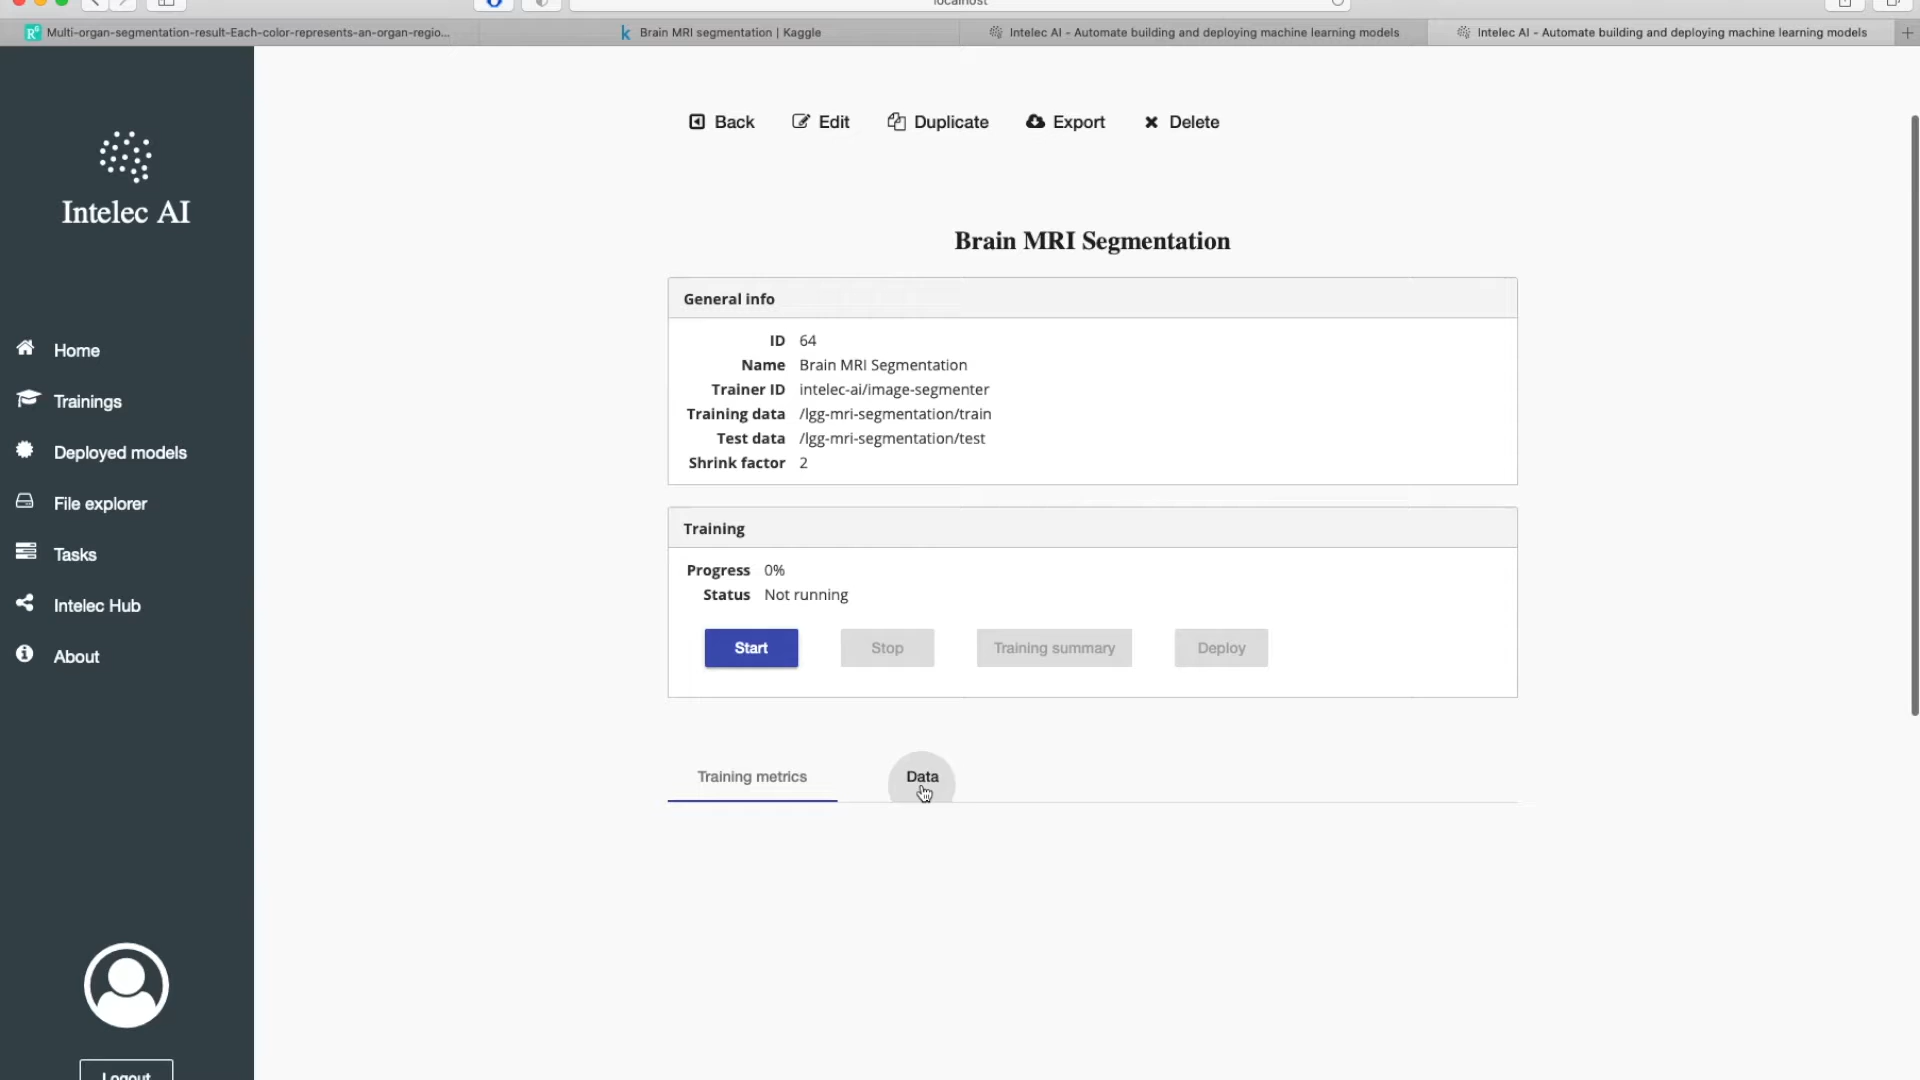 localhost
Multi-organ-segmentation-result-Each-color-represents-an-organ-regio...
Brain MRI segmentation | Kaggle
Intelec AI - Automate building and deploying machine learning models
Intelec AI - Automate building and deploying machine learning models
Intelec AI
Home
Trainings
Deployed models
File explorer
Tasks
Intelec Hub
About
Logout
Back Edit Duplicate Export Delete
Brain MRI Segmentation
General info
ID 64
Name Brain MRI Segmentation
Trainer ID intelec-ai/image-segmenter
Training data /lgg-mri-segmentation/train
Test data /lgg-mri-segmentation/test
Shrink factor 2
Training
Progress 0%
Status Not running
Start Stop Training summary Deploy
Training metrics Data